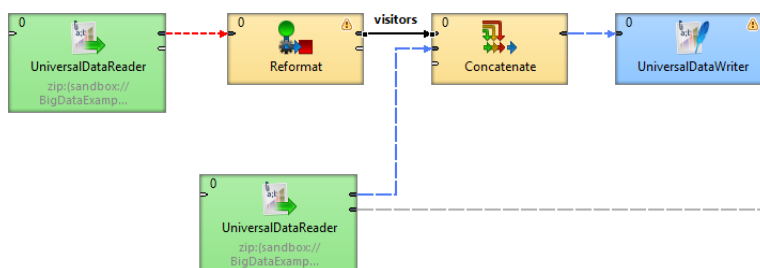 visitors
0
0
0
0
UniversalDataReader
Reformat
Concatenate
UniversalDataWriter
zip:(sandbox://
BigDataExamp...
0
UniversalDataReader
zip:(sandbox://
BigDataExamp...